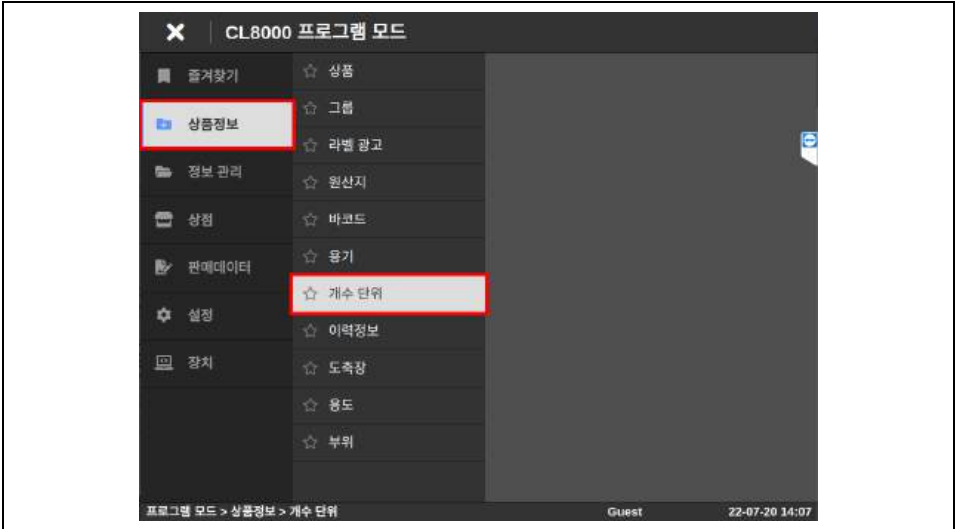 CL8000 프로그램 모드
즐겨찾기
상품정보
정보 관리
상점
판매데이터
설정
장치
상품
그룹
라벨 광고
원산지
바코드
용기
개수 단위
이력정보
도축장
용도
부위
프로그램 모드 > 상품정보 > 개수 단위
Guest
22-07-20 14:07